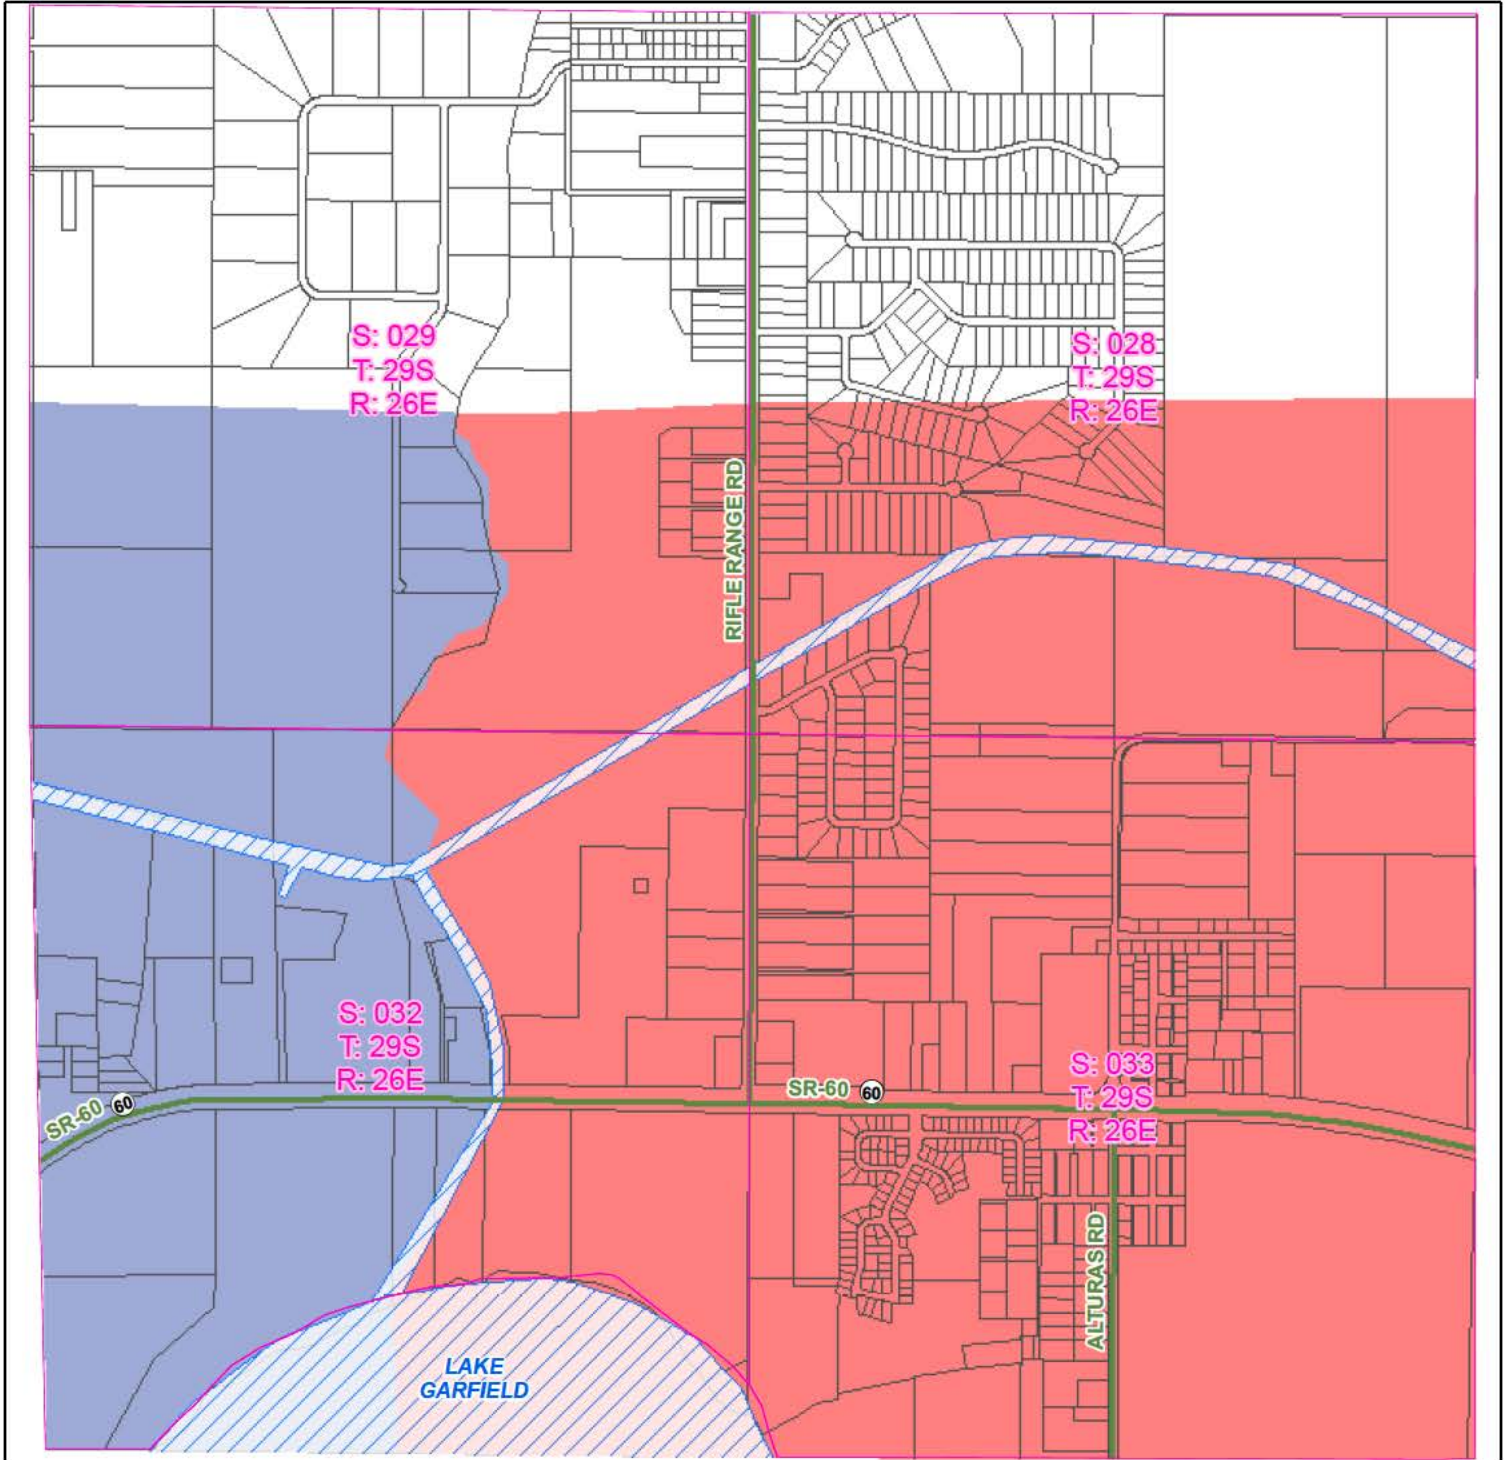 S: 029
T: 29S
R: 26E
S: 028
T: 29S
R: 26E
RIFLE RANGE RD
S: 032
T: 29S
R: 26E
SR-60 60
SR-60 60
S: 033
T: 29S
R: 26E
ALTURAS RD
LAKE
GARFIELD